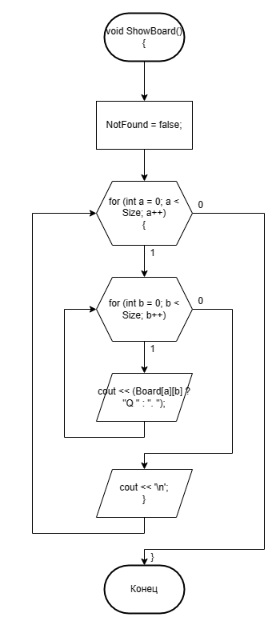 void ShowBoard()
{
NotFound = false;
for (int a = 0; a <
Size; a++)
{
0
1
for (int b = 0; b <
Size; b++)
0
1
cout << (Board[a][b] ?
"Q " : ". ");
cout << '\n';
}
}
Конец